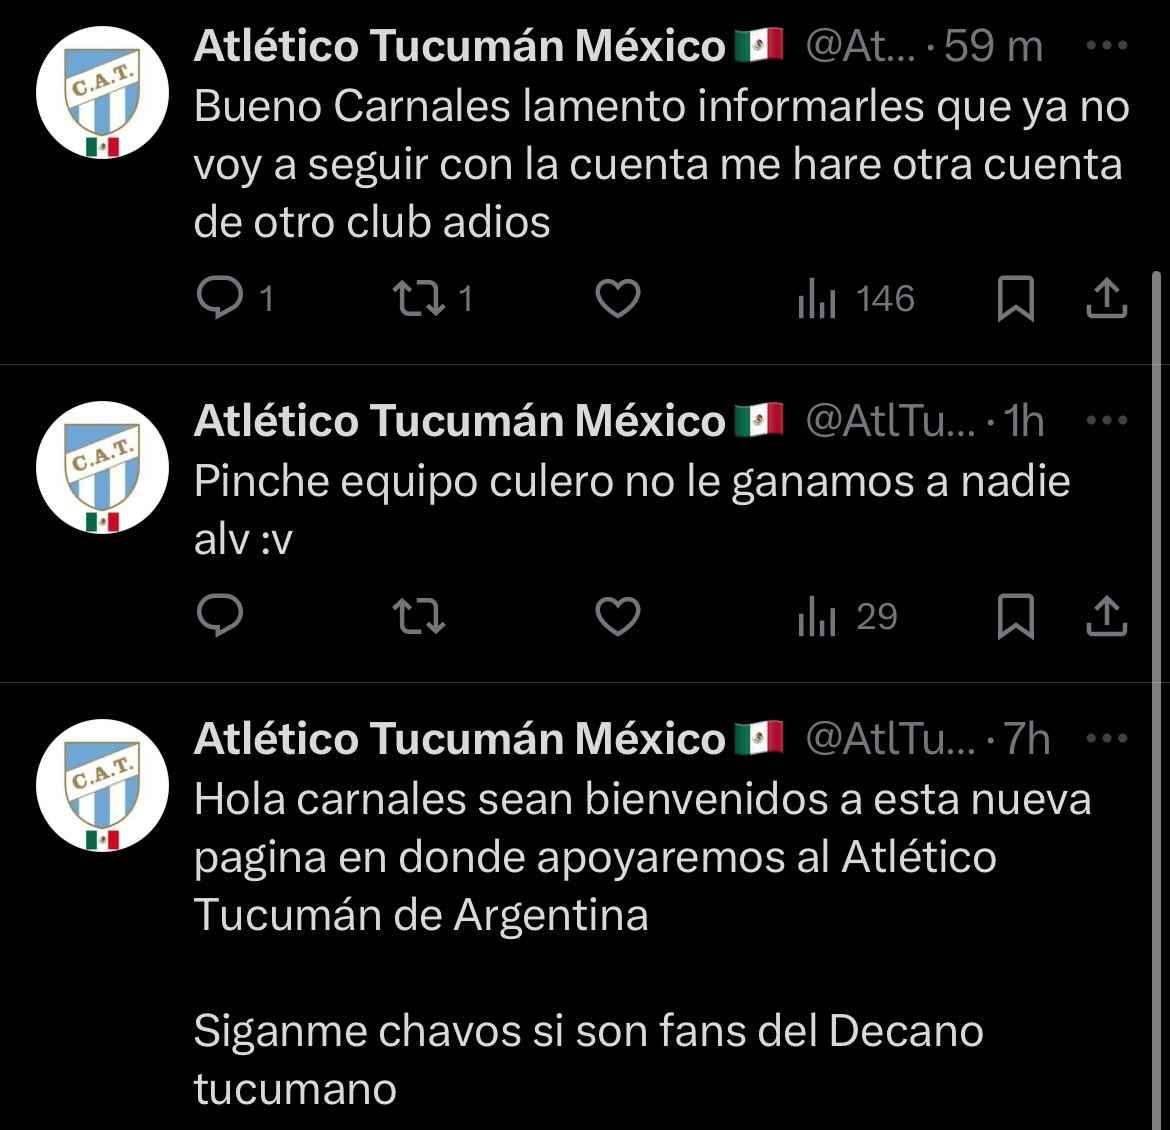 Atlético Tucumán México🇲🇽 @At... · 59 m
C.A.T.
Bueno Carnales lamento informarles que ya no
voy a seguir con la cuenta me hare otra cuenta
de otro club adios
1 1 146
Atlético Tucumán México🇲🇽 @AtlTu... · 1h
C.A.T.
Pinche equipo culero no le ganamos a nadie
alv :v
29
Atlético Tucumán México🇲🇽 @AtlTu... · 7h
C.A.T.
Hola carnales sean bienvenidos a esta nueva
pagina en donde apoyaremos al Atlético
Tucumán de Argentina
Siganme chavos si son fans del Decano
tucumano